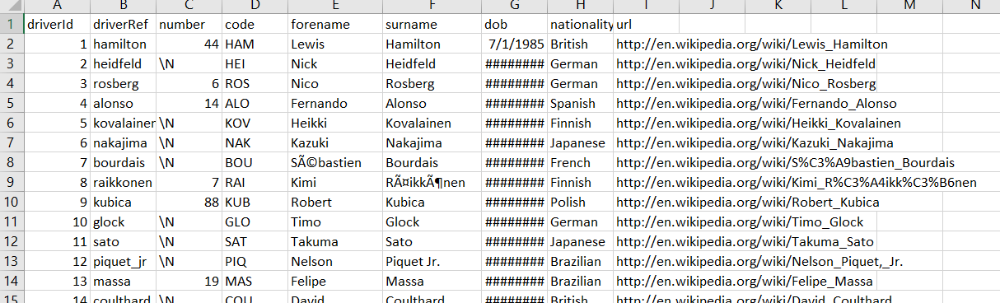 A B C D E F G H I J K L M N
1 driverId driverRef number code forename surname dob nationality url
2 1 hamilton 44 HAM Lewis Hamilton 7/1/1985 British http://en.wikipedia.org/wiki/Lewis_Hamilton
3 2 heidfeld \N HEI Nick Heidfeld ######## German http://en.wikipedia.org/wiki/Nick_Heidfeld
4 3 rosberg 6 ROS Nico Rosberg ######## German http://en.wikipedia.org/wiki/Nico_Rosberg
5 4 alonso 14 ALO Fernando Alonso ######## Spanish http://en.wikipedia.org/wiki/Fernando_Alonso
6 5 kovalainen \N KOV Heikki Kovalainen ######## Finnish http://en.wikipedia.org/wiki/Heikki_Kovalainen
7 6 nakajima \N NAK Kazuki Nakajima ######## Japanese http://en.wikipedia.org/wiki/Kazuki_Nakajima
8 7 bourdais \N BOU SÃ©bastien Bourdais ######## French http://en.wikipedia.org/wiki/S%C3%A9bastien_Bourdais
9 8 raikkonen 7 RAI Kimi RÃ¤ikkÃ¶nen ######## Finnish http://en.wikipedia.org/wiki/Kimi_R%C3%A4ikk%C3%B6nen
10 9 kubica 88 KUB Robert Kubica ######## Polish http://en.wikipedia.org/wiki/Robert_Kubica
11 10 glock \N GLO Timo Glock ######## German http://en.wikipedia.org/wiki/Timo_Glock
12 11 sato \N SAT Takuma Sato ######## Japanese http://en.wikipedia.org/wiki/Takuma_Sato
13 12 piquet_jr \N PIQ Nelson Piquet Jr. ######## Brazilian http://en.wikipedia.org/wiki/Nelson_Piquet,_Jr.
14 13 massa 19 MAS Felipe Massa ######## Brazilian http://en.wikipedia.org/wiki/Felipe_Massa
15 14 coulthard \N COU David Coulthard ######## British http://en.wikipedia.org/wiki/David_Coulthard